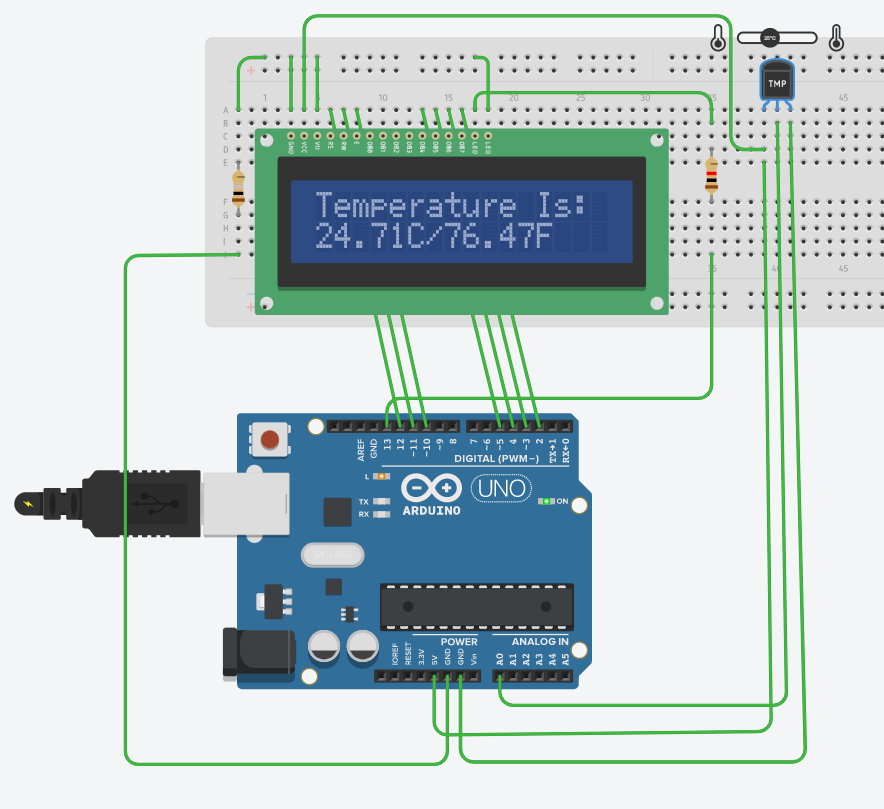 25°C
TMP
1 10 15 20 30 35 45
A
B
C
D
E
GND VCC V0 RS RW E DB0 DB1 DB2 DB3 DB4 DB5 DB6 DB7 LED LED
Temperature Is:
24.71C/76.47F
F
G
H
I
J
35 40 45
AREF GND 13 12 ~11 ~10 ~9 8 7 ~6 ~5 4 ~3 2 TX→1 RX←0
DIGITAL (PWM~)
L
TX
RX
ARDUINO
UNO
ON
POWER
ANALOG IN
IOREF RESET 3.3V 5V GND GND Vin A0 A1 A2 A3 A4 A5